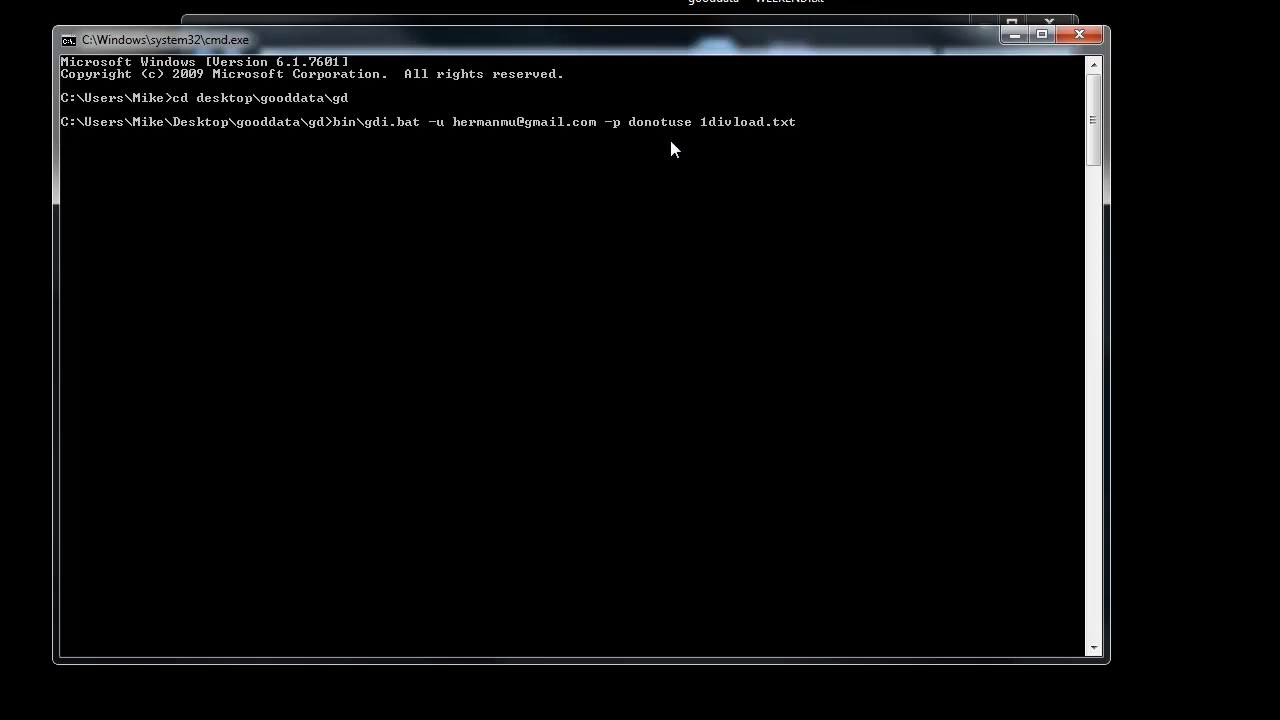 C:\Windows\system32\cmd.exe
Microsoft Windows [Version 6.1.7601]
Copyright (c) 2009 Microsoft Corporation.  All rights reserved.
C:\Users\Mike>cd desktop\gooddata\gd
C:\Users\Mike\Desktop\gooddata\gd>bin\gdi.bat -u hermanmu@gmail.com -p donotuse 1divload.txt